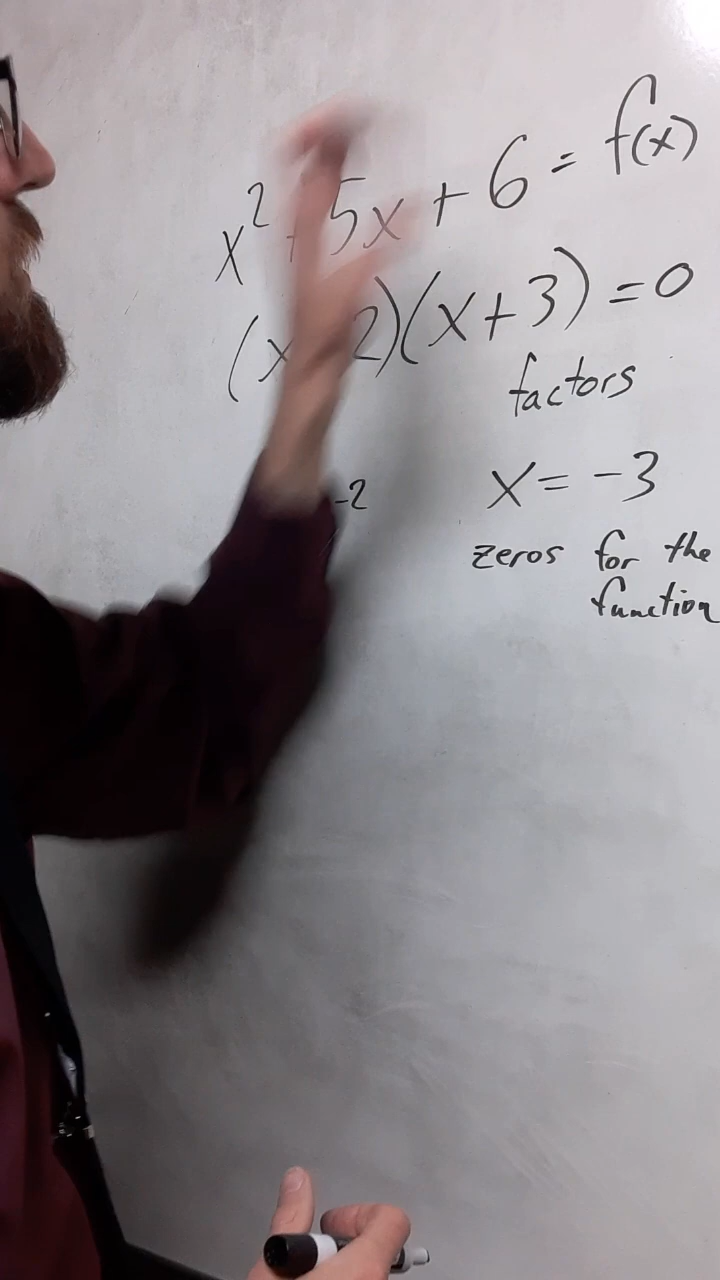 x² + 5x + 6 = f(x)
(x 2)(x+3) = 0
factors
-2 x = -3
zeros for the
function